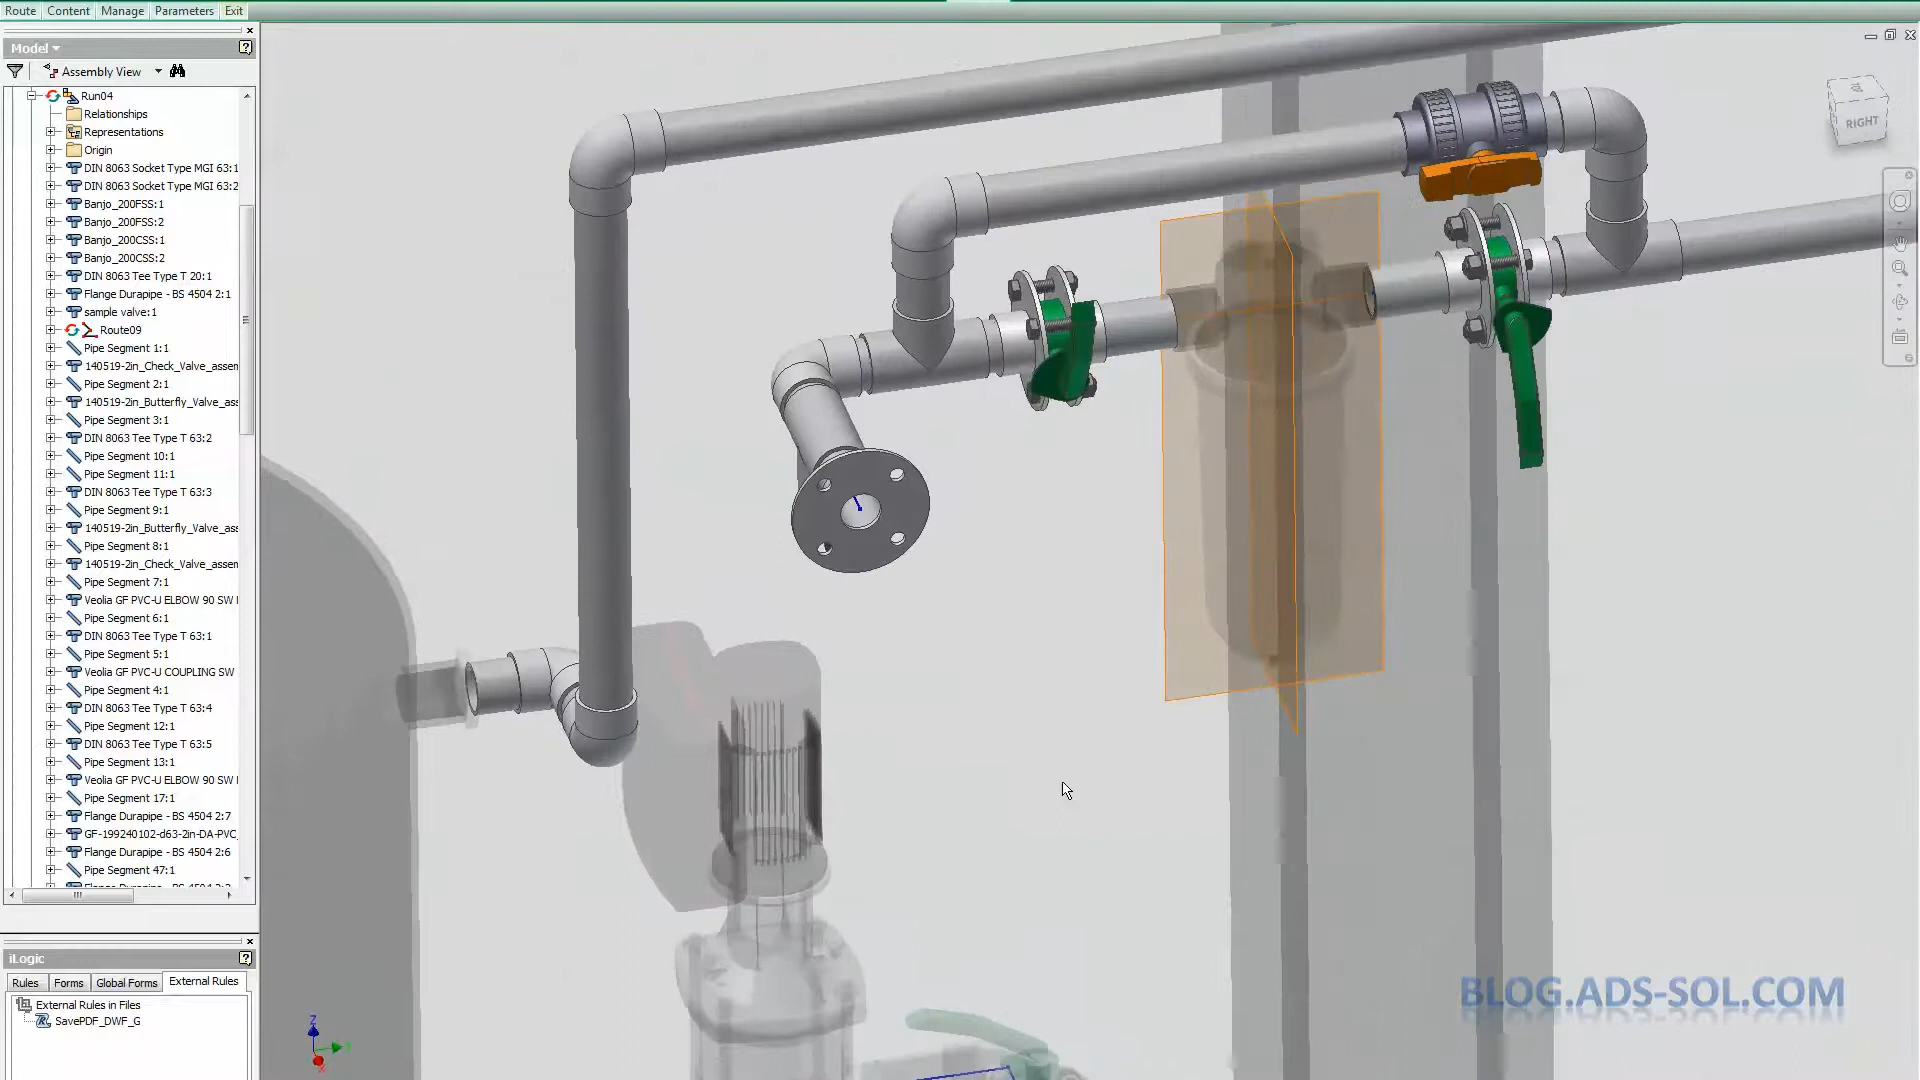 Route Content Manage Parameters Exit
Model
Assembly View
Run04
Relationships
Representations
Origin
DIN 8063 Socket Type MGI 63:1
DIN 8063 Socket Type MGI 63:2
Banjo_200FSS:1
Banjo_200FSS:2
Banjo_200CSS:1
Banjo_200CSS:2
DIN 8063 Tee Type T 20:1
Flange Durapipe - BS 4504 2:1
sample valve:1
Route09
Pipe Segment 1:1
140519-2in_Check_Valve_assem
Pipe Segment 2:1
140519-2in_Butterfly_Valve_ass
Pipe Segment 3:1
DIN 8063 Tee Type T 63:2
Pipe Segment 10:1
Pipe Segment 11:1
DIN 8063 Tee Type T 63:3
Pipe Segment 9:1
140519-2in_Butterfly_Valve_ass
Pipe Segment 8:1
140519-2in_Check_Valve_assem
Pipe Segment 7:1
Veolia GF PVC-U ELBOW 90 SW
Pipe Segment 6:1
DIN 8063 Tee Type T 63:1
Pipe Segment 5:1
Veolia GF PVC-U COUPLING SW
Pipe Segment 4:1
DIN 8063 Tee Type T 63:4
Pipe Segment 12:1
DIN 8063 Tee Type T 63:5
Pipe Segment 13:1
Veolia GF PVC-U ELBOW 90 SW
Pipe Segment 17:1
Flange Durapipe - BS 4504 2:7
GF-199240102-d63-2in-DA-PVC
Flange Durapipe - BS 4504 2:6
Pipe Segment 47:1
iLogic
Rules Forms Global Forms External Rules
External Rules in Files
SavePDF_DWF_G
RIGHT
Z
BLOG.ADS-SOL.COM